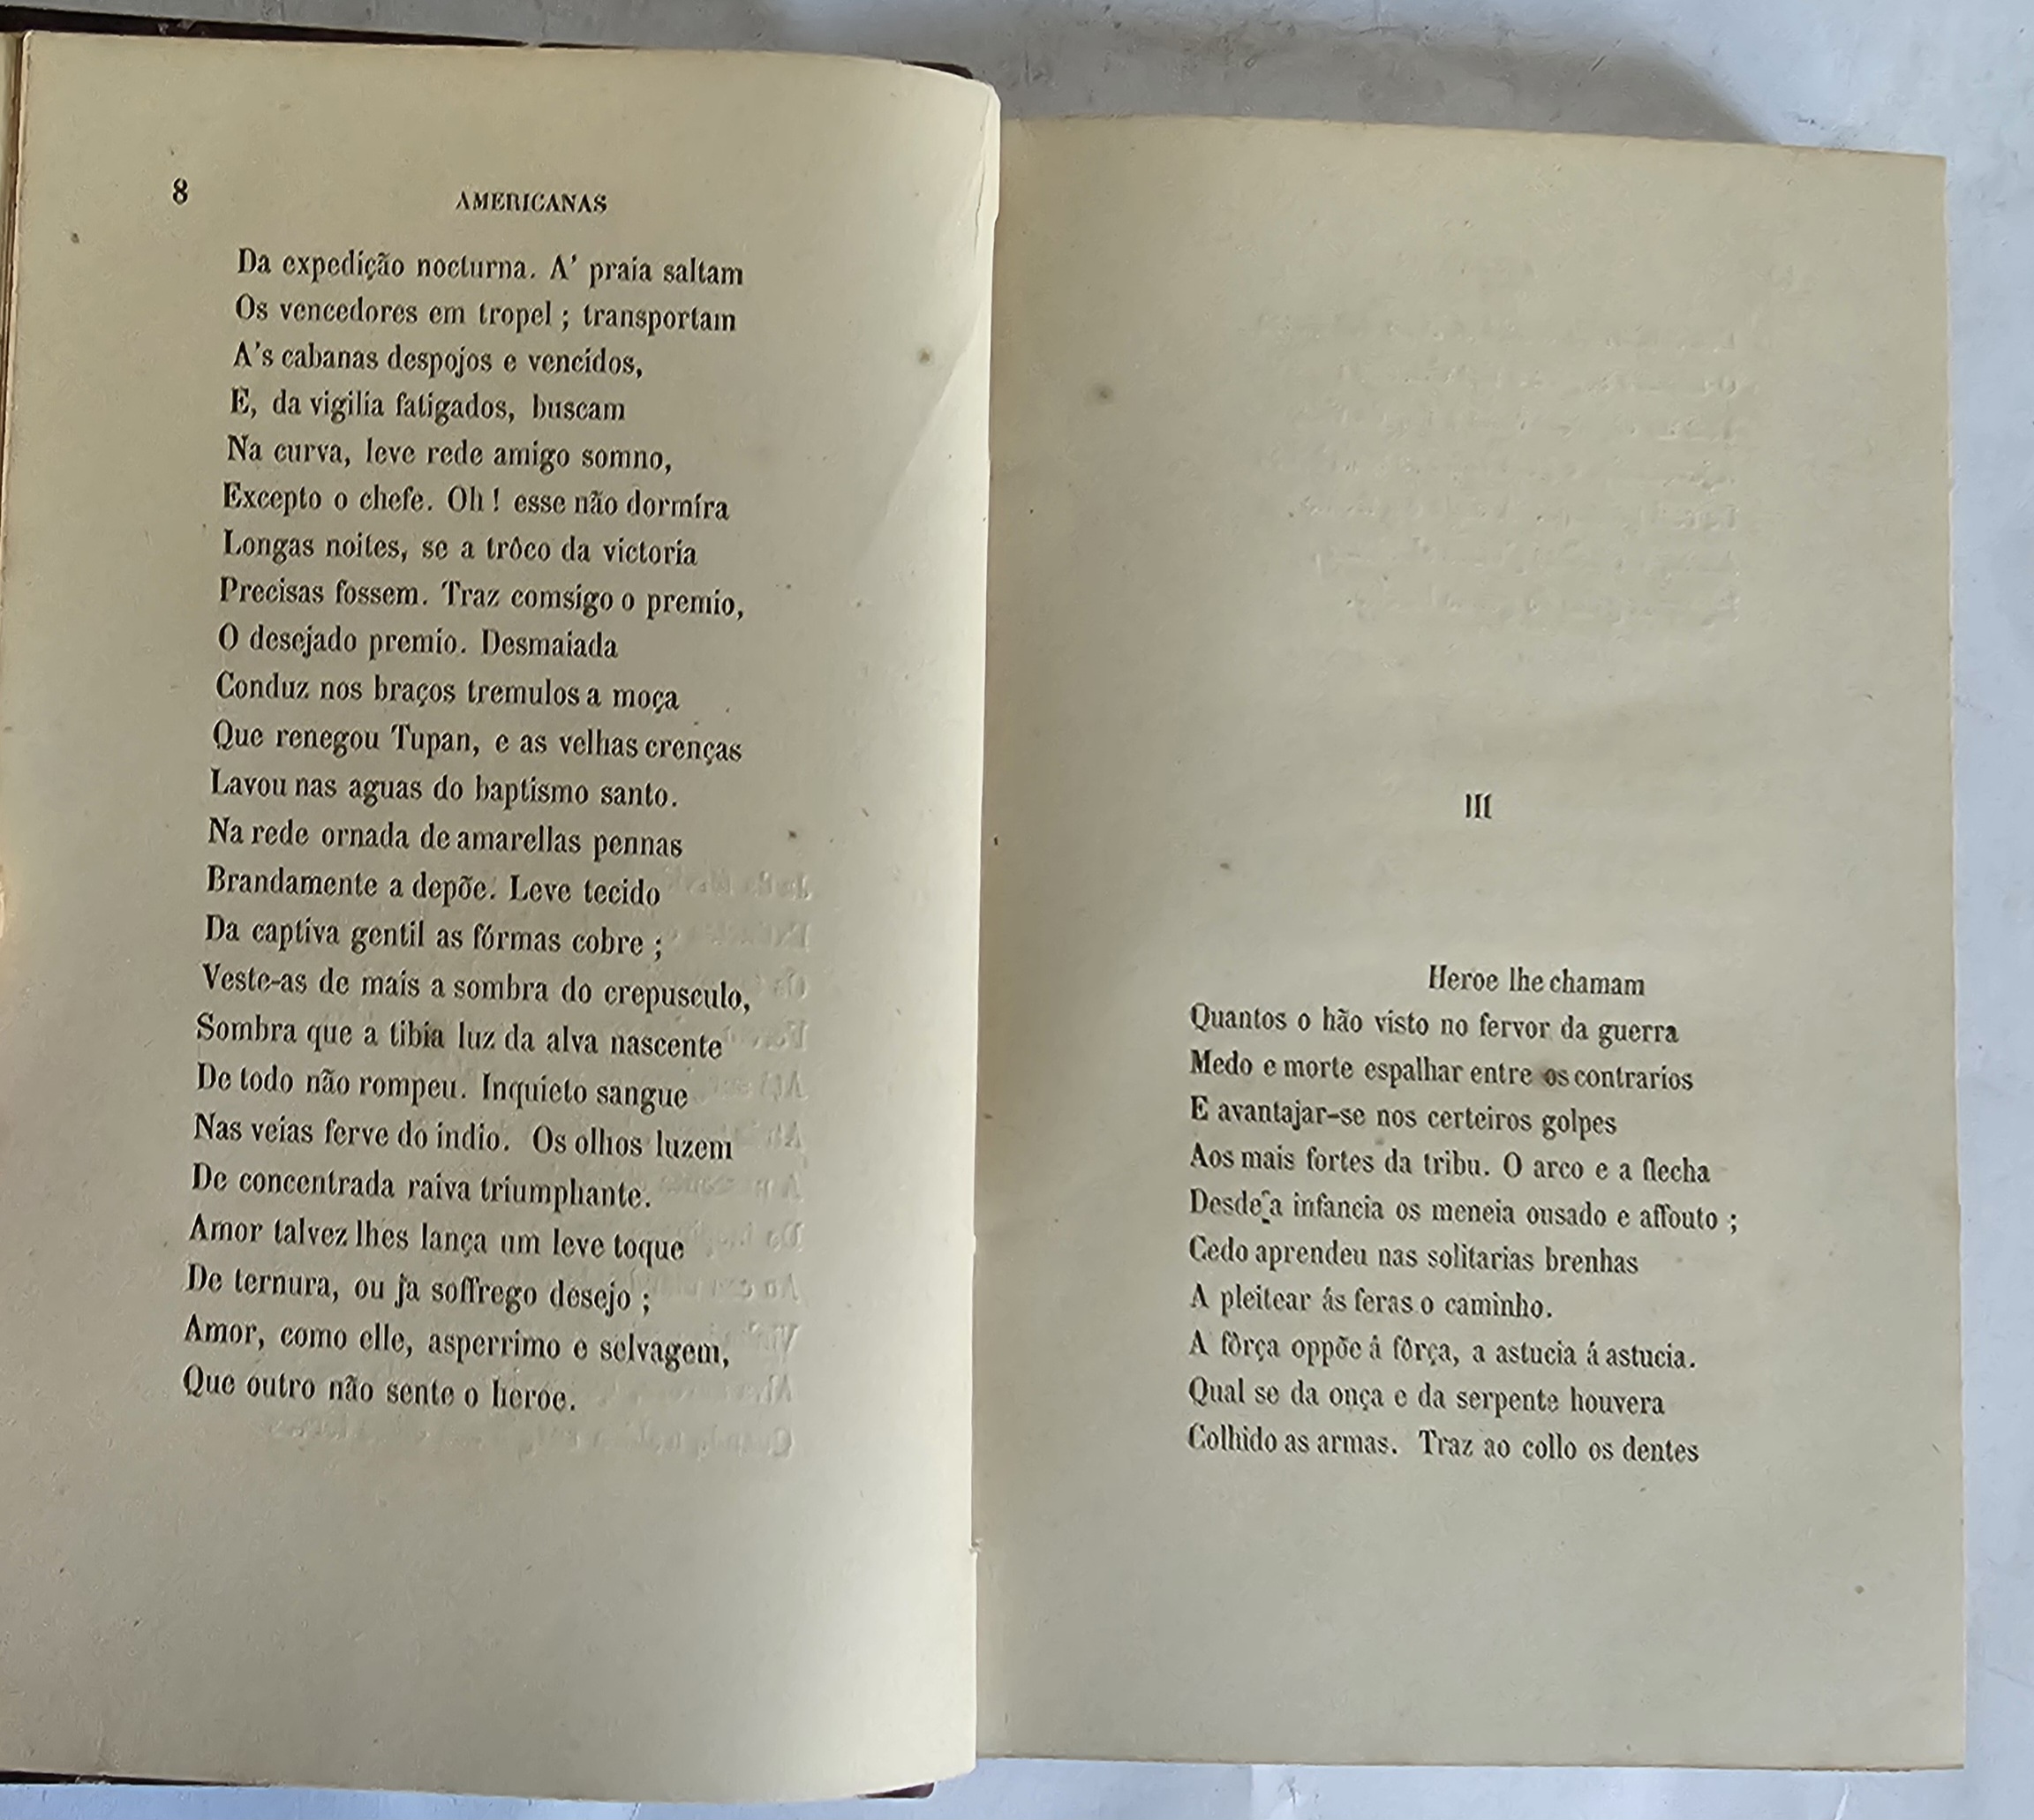 8
AMERICANAS
Da expedição nocturna. A' praia saltam
Os vencedores em tropel ; transportam
A's cabanas despojos e vencidos,
E, da vigilia fatigados, buscam
Na curva, leve rede amigo somno,
Excepto o chefe. Oh ! esse não dormíra
Longas noites, se a trôco da victoria
Precisas fossem. Traz comsigo o premio,
O desejado premio. Desmaiada
Conduz nos braços tremulos a moça
Que renegou Tupan, e as velhas crenças
Lavou nas aguas do baptismo santo.
Na rede ornada de amarellas pennas
Brandamente a depõe. Leve tecido
Da captiva gentil as fórmas cobre ;
Veste-as de mais a sombra do crepusculo,
Sombra que a tibia luz da alva nascente
De todo não rompeu. Inquieto sangue
Nas veias ferve do indio. Os olhos luzem
De concentrada raiva triumphante.
Amor talvez lhes lança um leve toque
De ternura, ou ja soffrego desejo ;
Amor, como elle, asperrimo e selvagem,
Que outro não sente o heroe.
III
Heroe lhe chamam
Quantos o hão visto no fervor da guerra
Medo e morte espalhar entre os contrarios
E avantajar-se nos certeiros golpes
Aos mais fortes da tribu. O arco e a flecha
Desde a infancia os meneia ousado e affouto ;
Cedo aprendeu nas solitarias brenhas
A pleitear ás feras o caminho.
A fôrça oppõe á fôrça, a astucia á astucia.
Qual se da onça e da serpente houvera
Colhido as armas. Traz ao collo os dentes